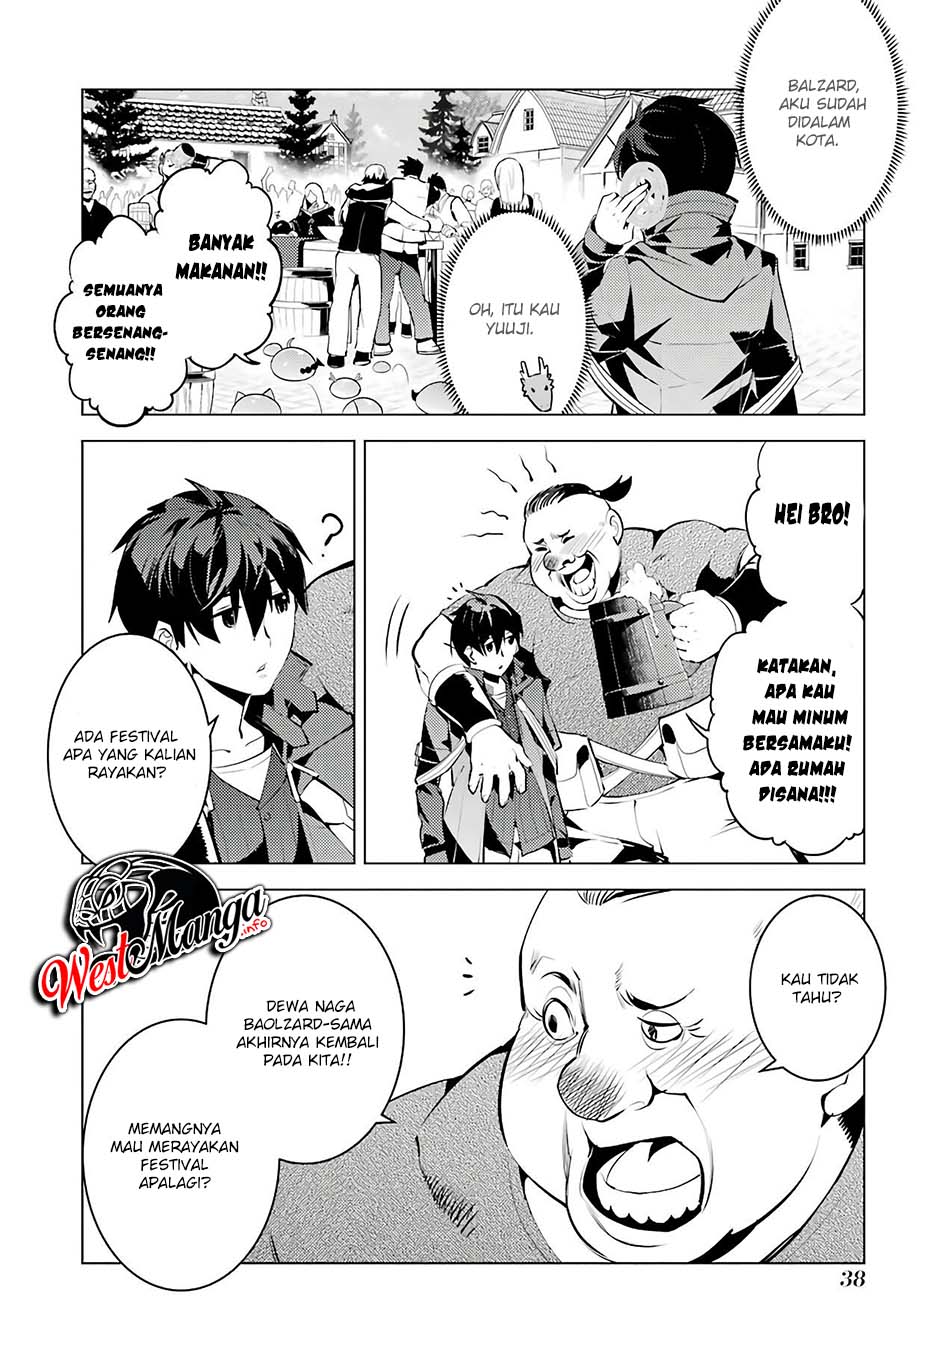 BALZARD,
AKU SUDAH
DIDALAM
KOTA.
OH, ITU KAU
YUUJI.
BANYAK
MAKANAN!!
SEMUANYA
ORANG
BERSENANG-
SENANG!!
HEI BRO!
KATAKAN,
APA KAU
MAU MINUM
BERSAMAKU!
ADA RUMAH
DISANA!!!
?
ADA FESTIVAL
APA YANG KALIAN
RAYAKAN?
KAU TIDAK
TAHU?
DEWA NAGA
BAOLZARD-SAMA
AKHIRNYA KEMBALI
PADA KITA!!
MEMANGNYA
MAU MERAYAKAN
FESTIVAL
APALAGI?
WestManga.info
38